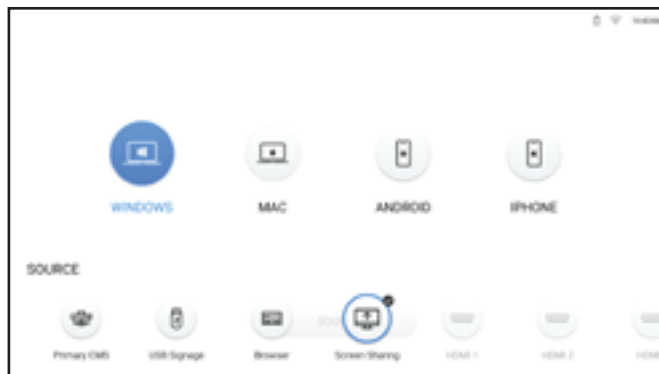 WINDOWS MAC ANDROID IPHONE
SOURCE
Primary CMS USB Signage Browser Screen Sharing HDMI 1 HDMI 2